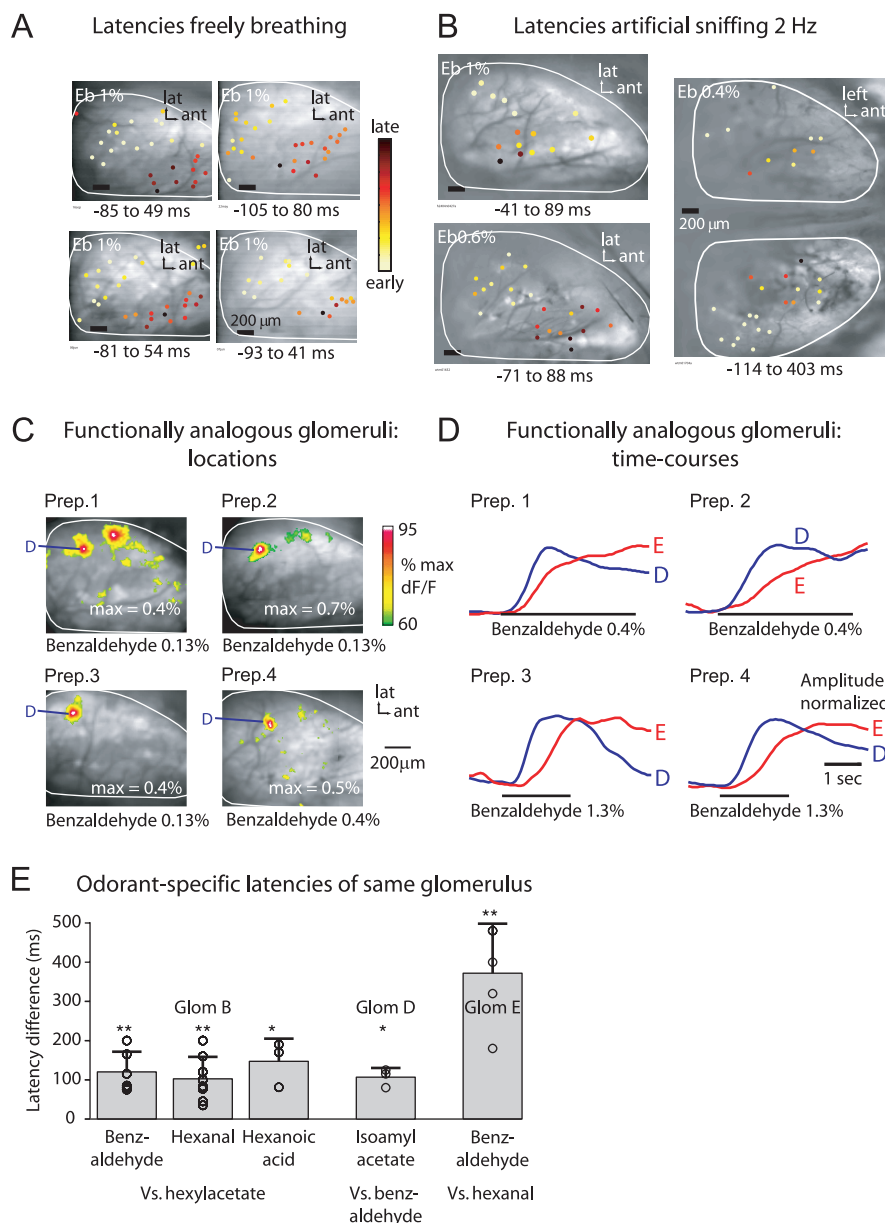 A Latencies freely breathing
Eb 1%
lat
ant
-85 to 49 ms
Eb 1%
lat
ant
-105 to 80 ms
late
early
Eb 1%
lat
ant
-81 to 54 ms
Eb 1%
lat
ant
200 µm
-93 to 41 ms
B Latencies artificial sniffing 2 Hz
Eb 1%
lat
ant
-41 to 89 ms
Eb0.6%
lat
ant
-71 to 88 ms
Eb 0.4%
left
ant
200 µm
-114 to 403 ms
C Functionally analogous glomeruli:
locations
Prep.1
D
max = 0.4%
Benzaldehyde 0.13%
Prep.2
D
max = 0.7%
Benzaldehyde 0.13%
95
% max
dF/F
60
Prep.3
D
max = 0.4%
Benzaldehyde 0.13%
Prep.4
D
max = 0.5%
Benzaldehyde 0.4%
lat
ant
200µm
D Functionally analogous glomeruli:
time-courses
Prep. 1
E
D
Benzaldehyde 0.4%
Prep. 2
D
E
Benzaldehyde 0.4%
Prep. 3
E
D
Benzaldehyde 1.3%
Prep. 4
Amplitude
normalized
E
D
1 sec
Benzaldehyde 1.3%
E Odorant-specific latencies of same glomerulus
Latency difference (ms)
500
400
300
200
100
0
Glom B
Glom D
Glom E
**
**
*
*
**
Benz-
aldehyde
Hexanal
Hexanoic
acid
Isoamyl
acetate
Benz-
aldehyde
Vs. hexylacetate
Vs. benz-
aldehyde
Vs. hexanal